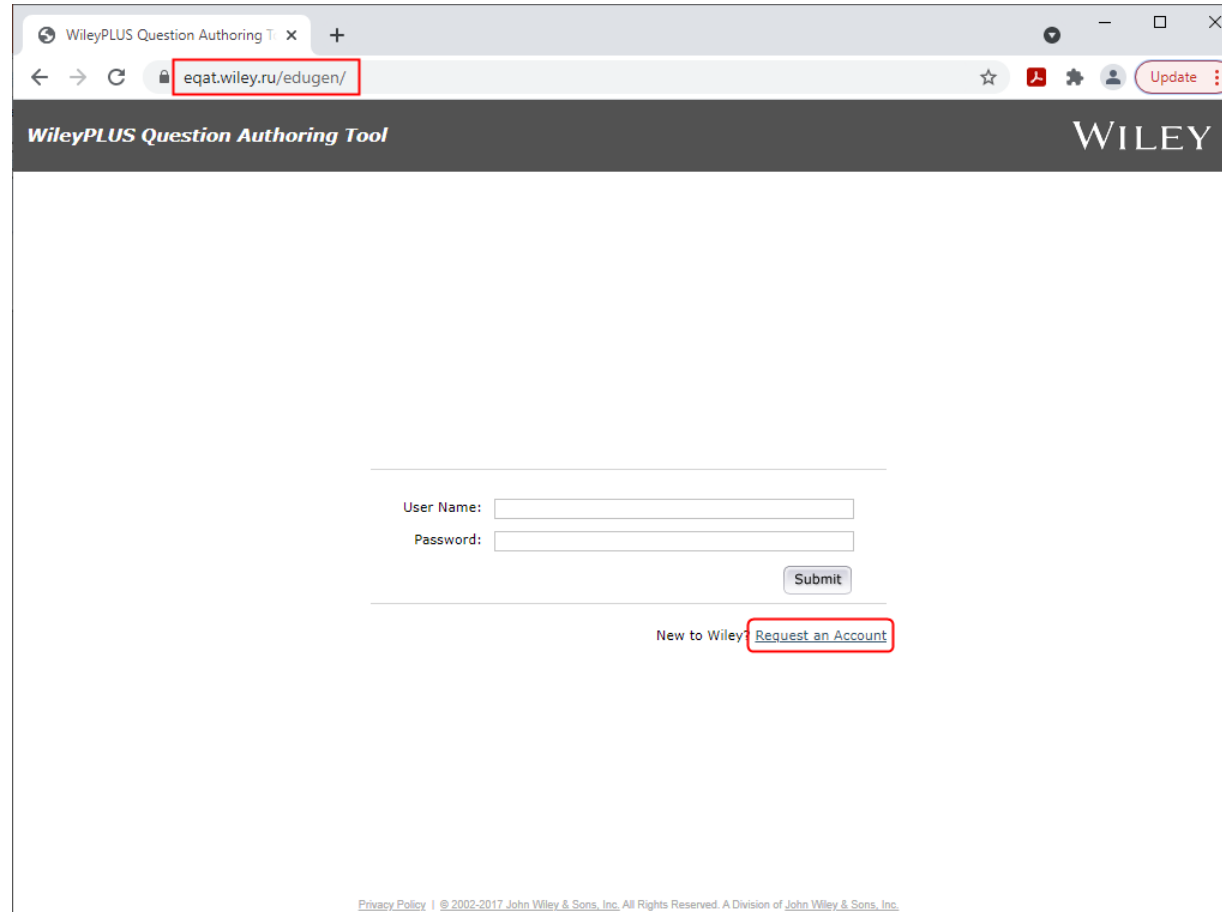 WileyPLUS Question Authoring To
Update
eqat.wiley.ru/edugen/
WileyPLUS Question Authoring Tool
WILEY
User Name:
Password:
Submit
New to Wiley? Request an Account
Privacy Policy | © 2002-2017 John Wiley & Sons, Inc. All Rights Reserved. A Division of John Wiley & Sons, Inc.